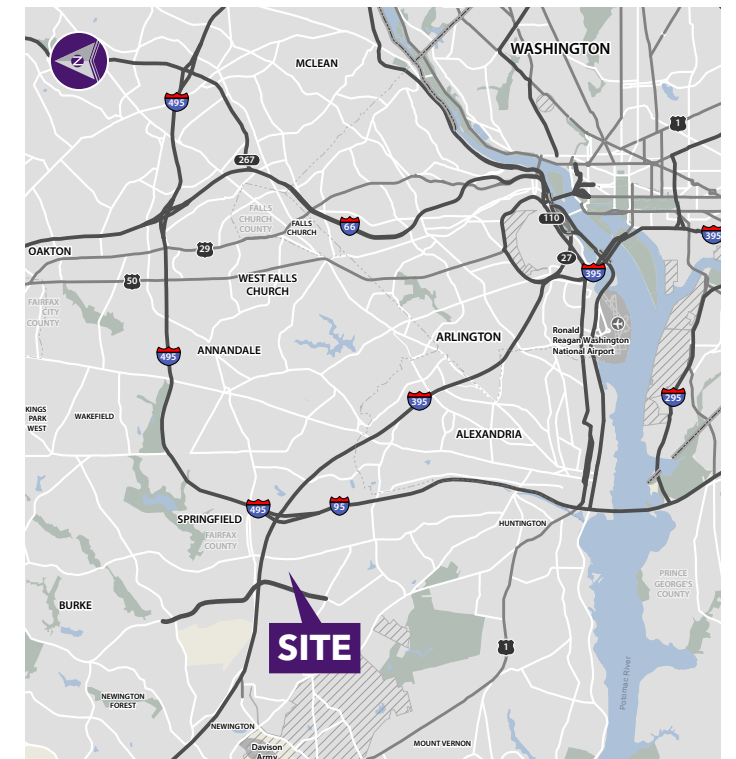 N
WASHINGTON
MCLEAN
495
1
267
FALLS
CHURCH
COUNTY
FALLS
CHURCH
66
110
395
OAKTON
29
27
395
50
WEST FALLS
CHURCH
FAIRFAX
CITY
COUNTY
Ronald
Reagan Washington
National Airport
ARLINGTON
495
ANNANDALE
395
295
KINGS
PARK
WEST
WAKEFIELD
ALEXANDRIA
495
95
SPRINGFIELD
HUNTINGTON
FAIRFAX
COUNTY
PRINCE
GEORGE'S
COUNTY
BURKE
SITE
1
Potomac River
NEWINGTON
FOREST
NEWINGTON
Davison
Army
MOUNT VERNON